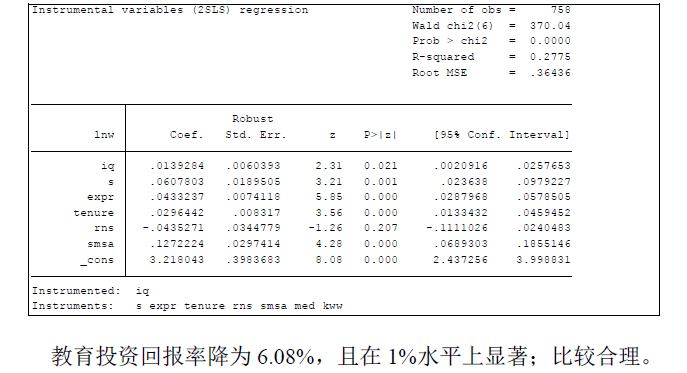 Instrumental variables (2SLS) regression Number of obs = 758
Wald chi2(6) = 370.04
Prob > chi2 = 0.0000
R-squared = 0.2775
Root MSE = .36436
Robust
lnw Coef. Std. Err. z P>|z| [95% Conf. Interval]
iq .0139284 .0060393 2.31 0.021 .0020916 .0257653
s .0607803 .0189505 3.21 0.001 .023638 .0979227
expr .0433237 .0074118 5.85 0.000 .0287968 .0578505
tenure .0296442 .008317 3.56 0.000 .0133432 .0459452
rns -.0435271 .0344779 -1.26 0.207 -.1111026 .0240483
smsa .1272224 .0297414 4.28 0.000 .0689303 .1855146
_cons 3.218043 .3983683 8.08 0.000 2.437256 3.998831
Instrumented: iq
Instruments: s expr tenure rns smsa med kww
教育投资回报率降为 6.08%，且在 1%水平上显著；比较合理。